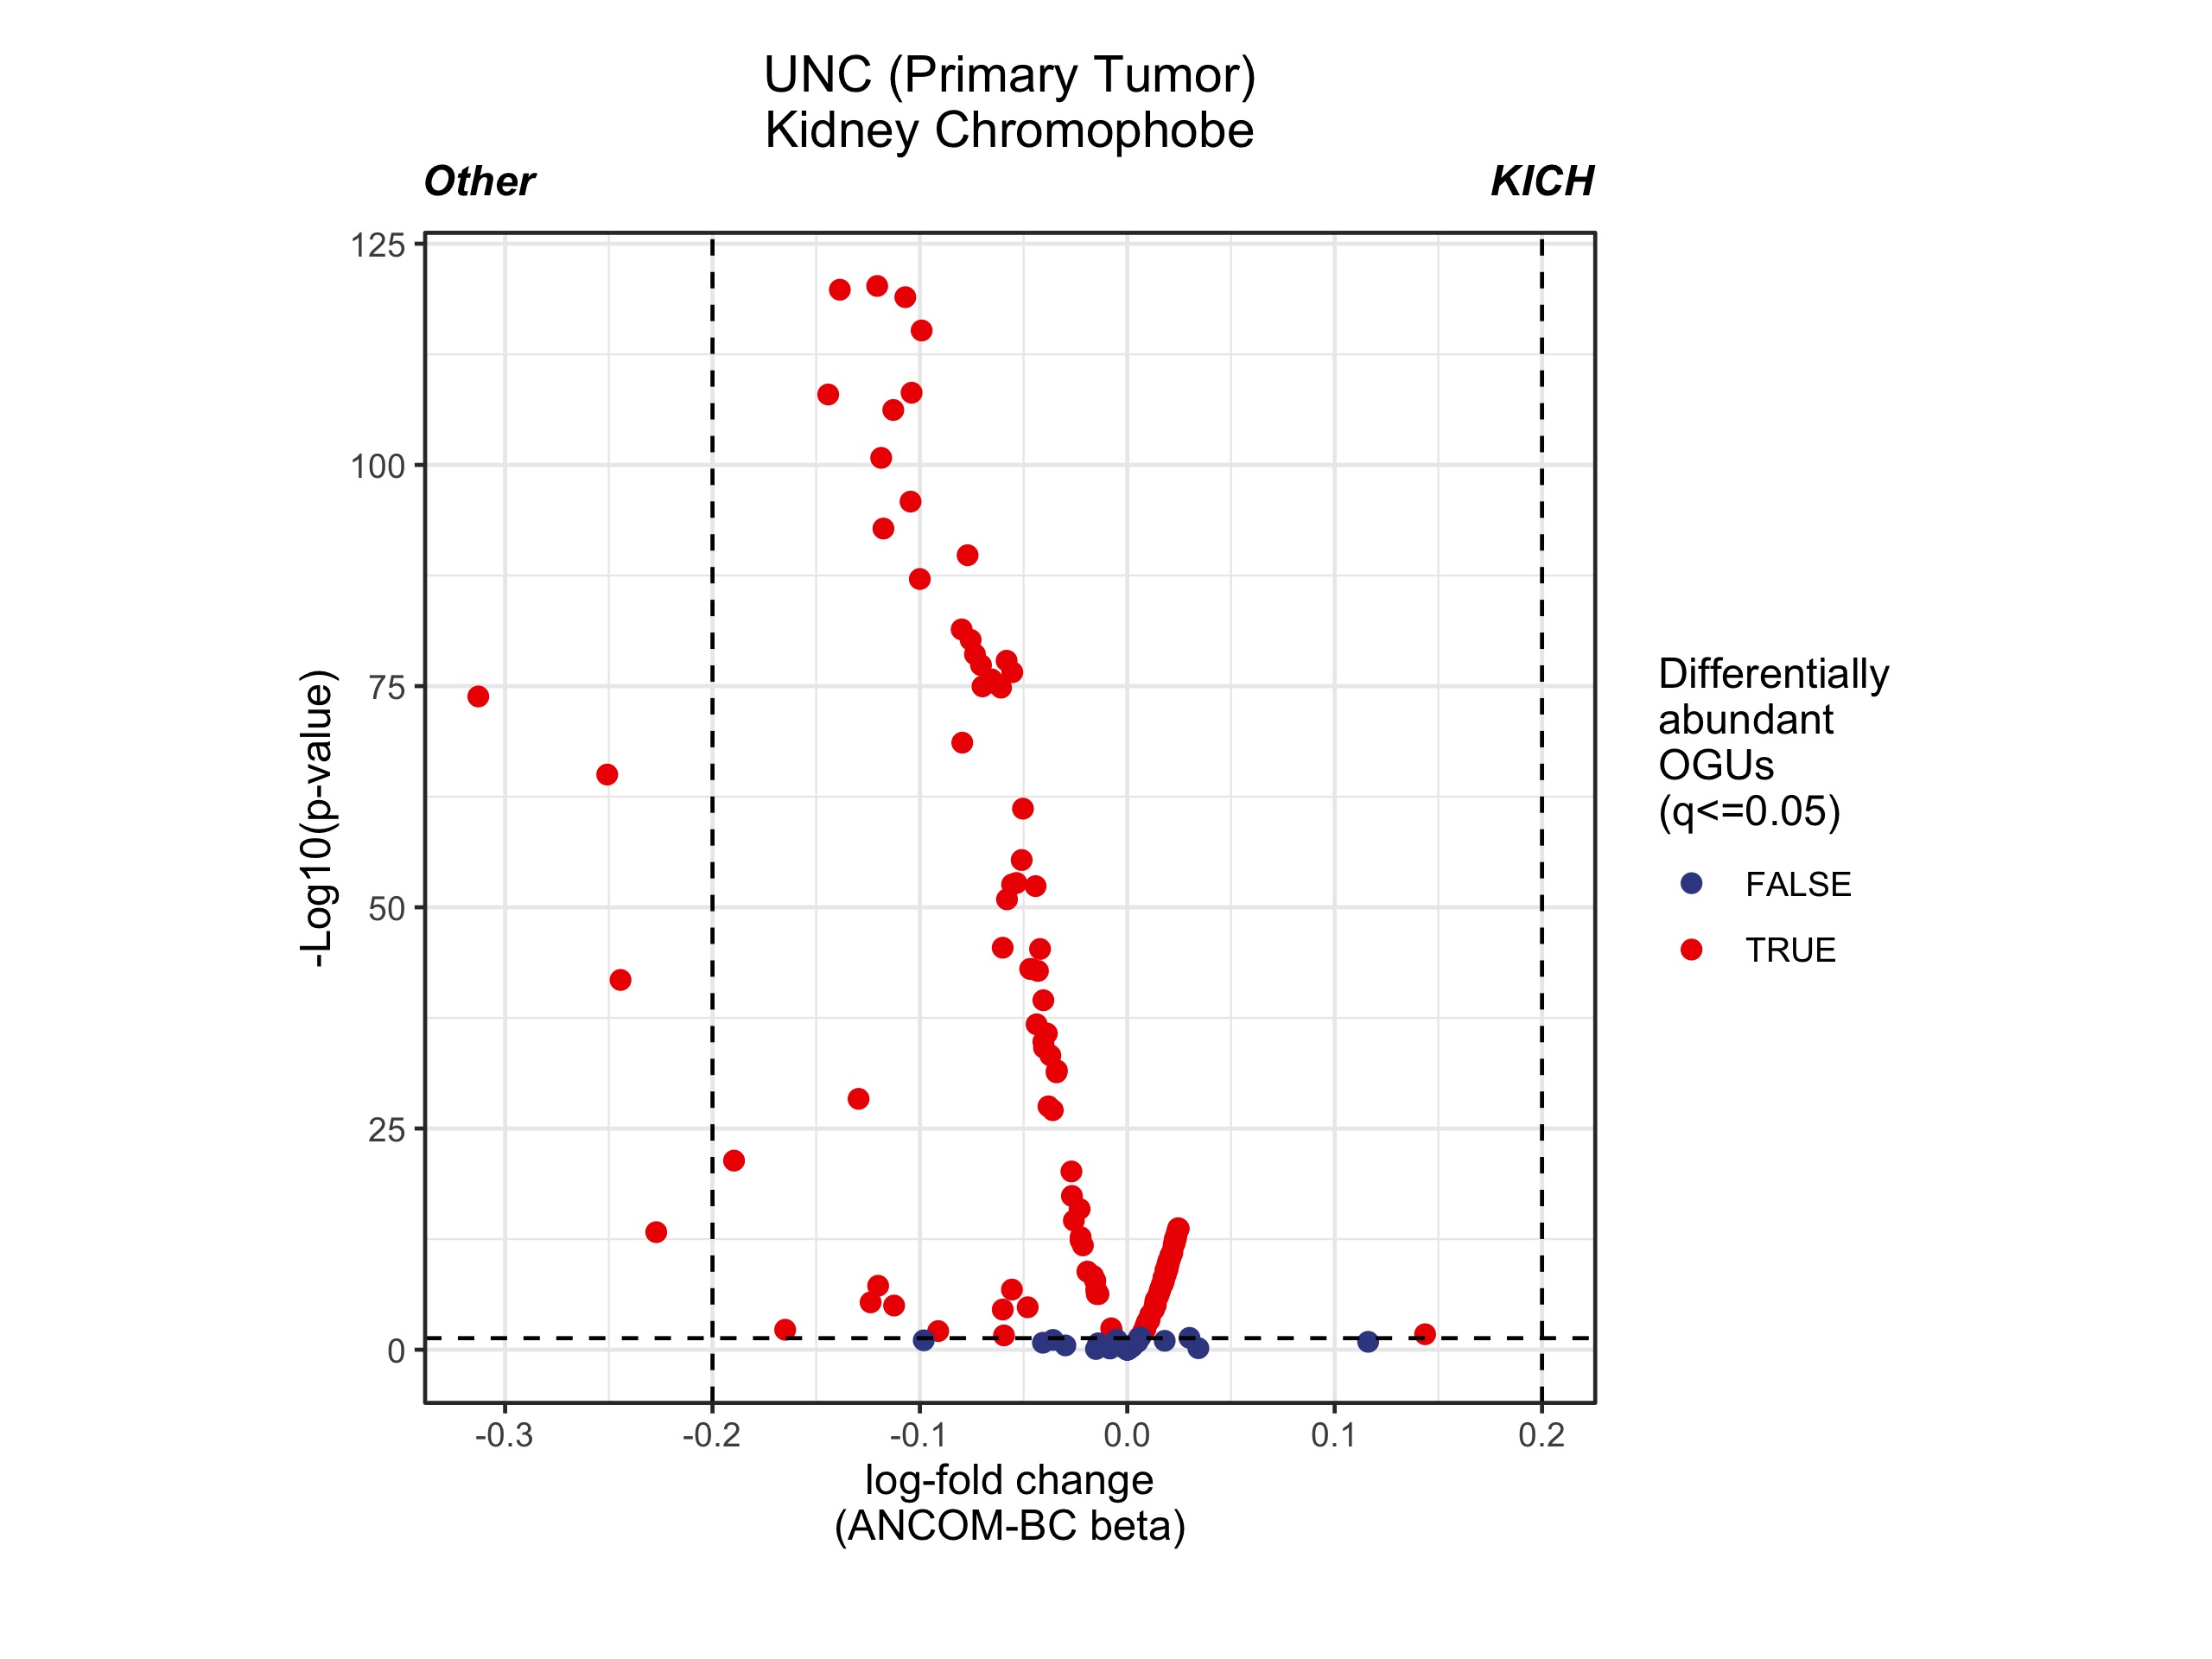 UNC (Primary Tumor)
Kidney Chromophobe
Other
KICH
125
100
75
50
25
0
-Log10(p-value)
-0.3
-0.2
-0.1
0.0
0.1
0.2
log-fold change
(ANCOM-BC beta)
Differentially
abundant
OGUs
(q<=0.05)
FALSE
TRUE